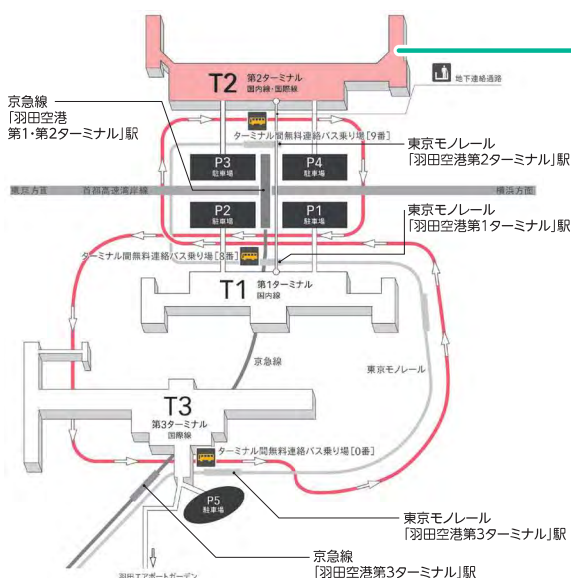 T2 第2ターミナル
国内線・国際線
地下連絡通路
京急線
「羽田空港
第1・第2ターミナル」駅
ターミナル間無料連絡バス乗り場[9番]
東京モノレール
「羽田空港第2ターミナル」駅
P3
駐車場
P4
駐車場
東京方面
首都高速湾岸線
横浜方面
P2
駐車場
P1
駐車場
東京モノレール
「羽田空港第1ターミナル」駅
ターミナル間無料連絡バス乗り場[8番]
T1 第1ターミナル
国内線
京急線
東京モノレール
T3
第3ターミナル
国際線
ターミナル間無料連絡バス乗り場[0番]
P5
駐車場
東京モノレール
「羽田空港第3ターミナル」駅
京急線
「羽田空港第3ターミナル」駅
羽田エアポートガーデン